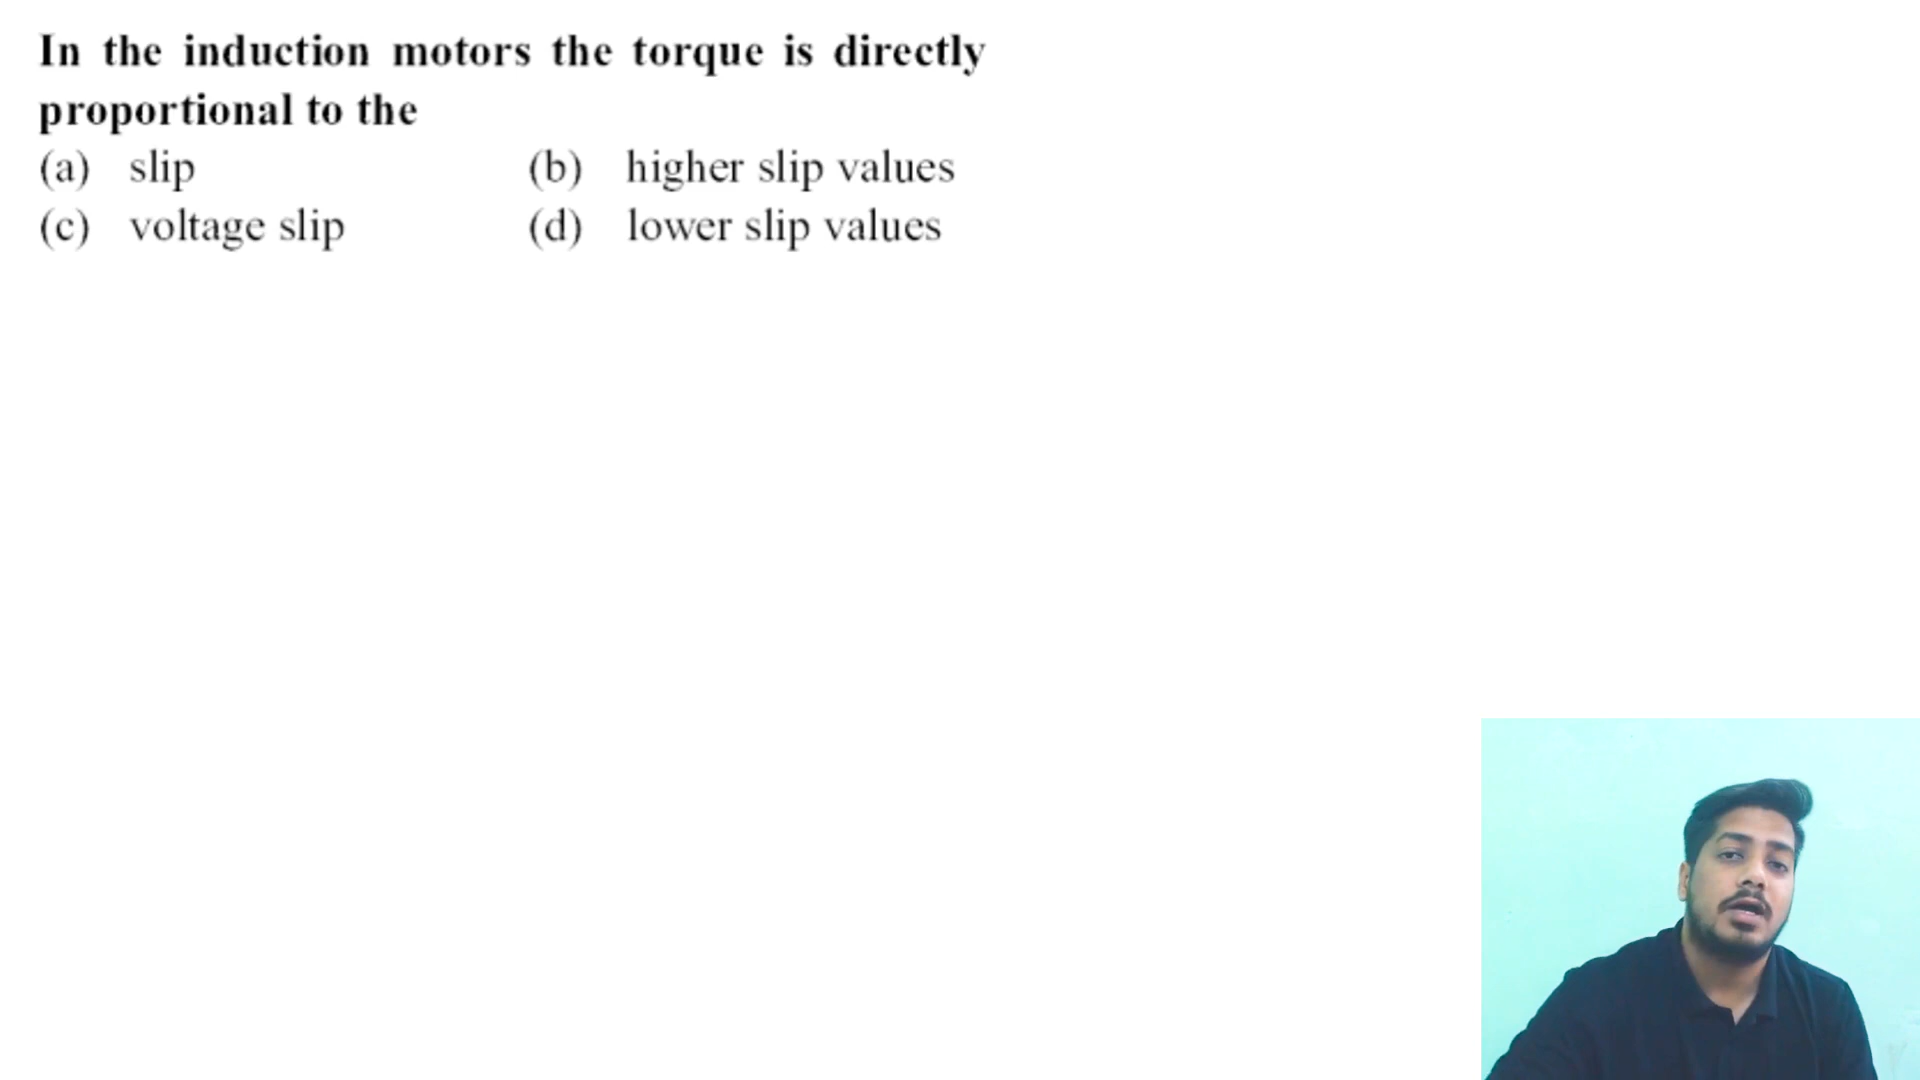 In the induction motors the torque is directly
proportional to the
(a) slip (b) higher slip values
(c) voltage slip (d) lower slip values